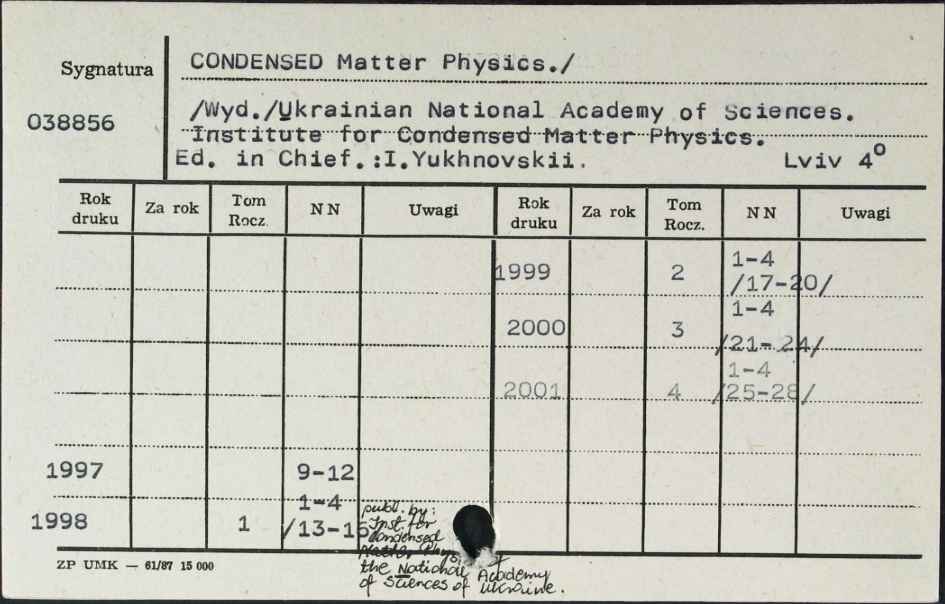 Sygnatura
038856
CONDENSED Matter Physics./
/Wyd./Ukrainian National Academy of Sciences.
Institute for Condensed Matter Physics.
Ed. in Chief.:I.Yukhnovskii. Lviv 4°
Rok druku Za rok Tom Rocz. NN Uwagi Rok druku Za rok Tom Rocz. NN Uwagi
1999 2 1-4
/17-20/
2000 3 1-4
/21-24/
2001 4 1-4
/25-28/
1997 9-12
1998 1 1-4
/13-16
publ. by:
Inst. for
Condensed
Matter Phys.
the National Academy
of Sciences of Ukraine.
ZP UMK — 61/87 15 000